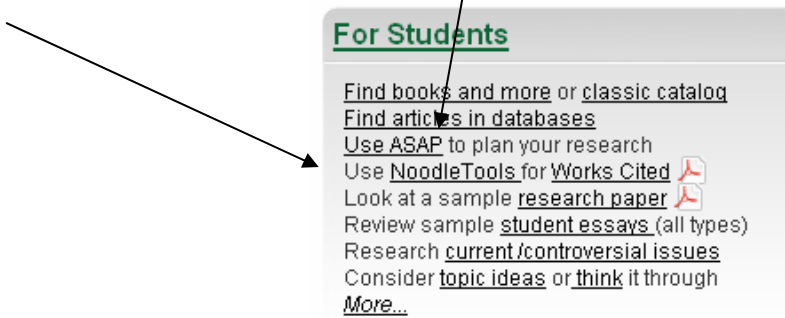 For Students
Find books and more or classic catalog
Find articles in databases
Use ASAP to plan your research
Use NoodleTools for Works Cited
Look at a sample research paper
Review sample student essays (all types)
Research current/controversial issues
Consider topic ideas or think it through
More...